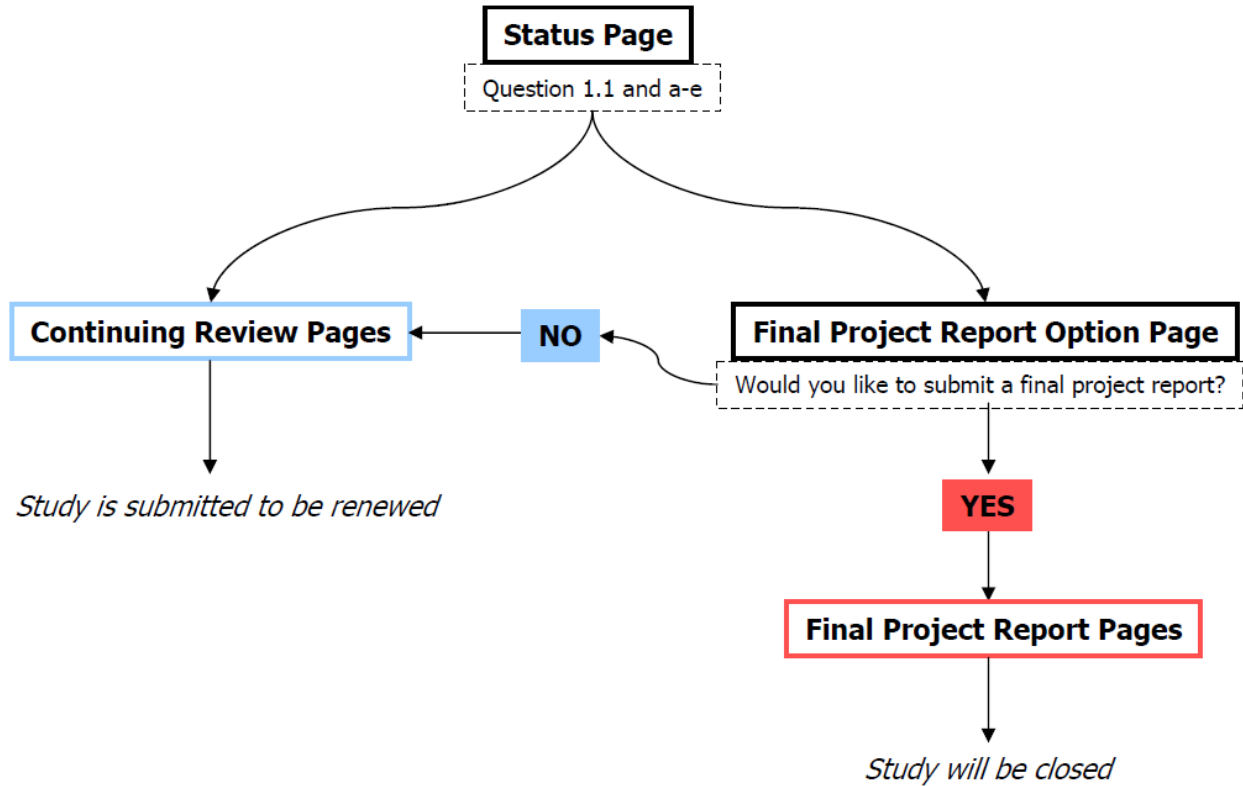 Status Page
Question 1.1 and a-e
Continuing Review Pages
NO
Final Project Report Option Page
Would you like to submit a final project report?
Study is submitted to be renewed
YES
Final Project Report Pages
Study will be closed